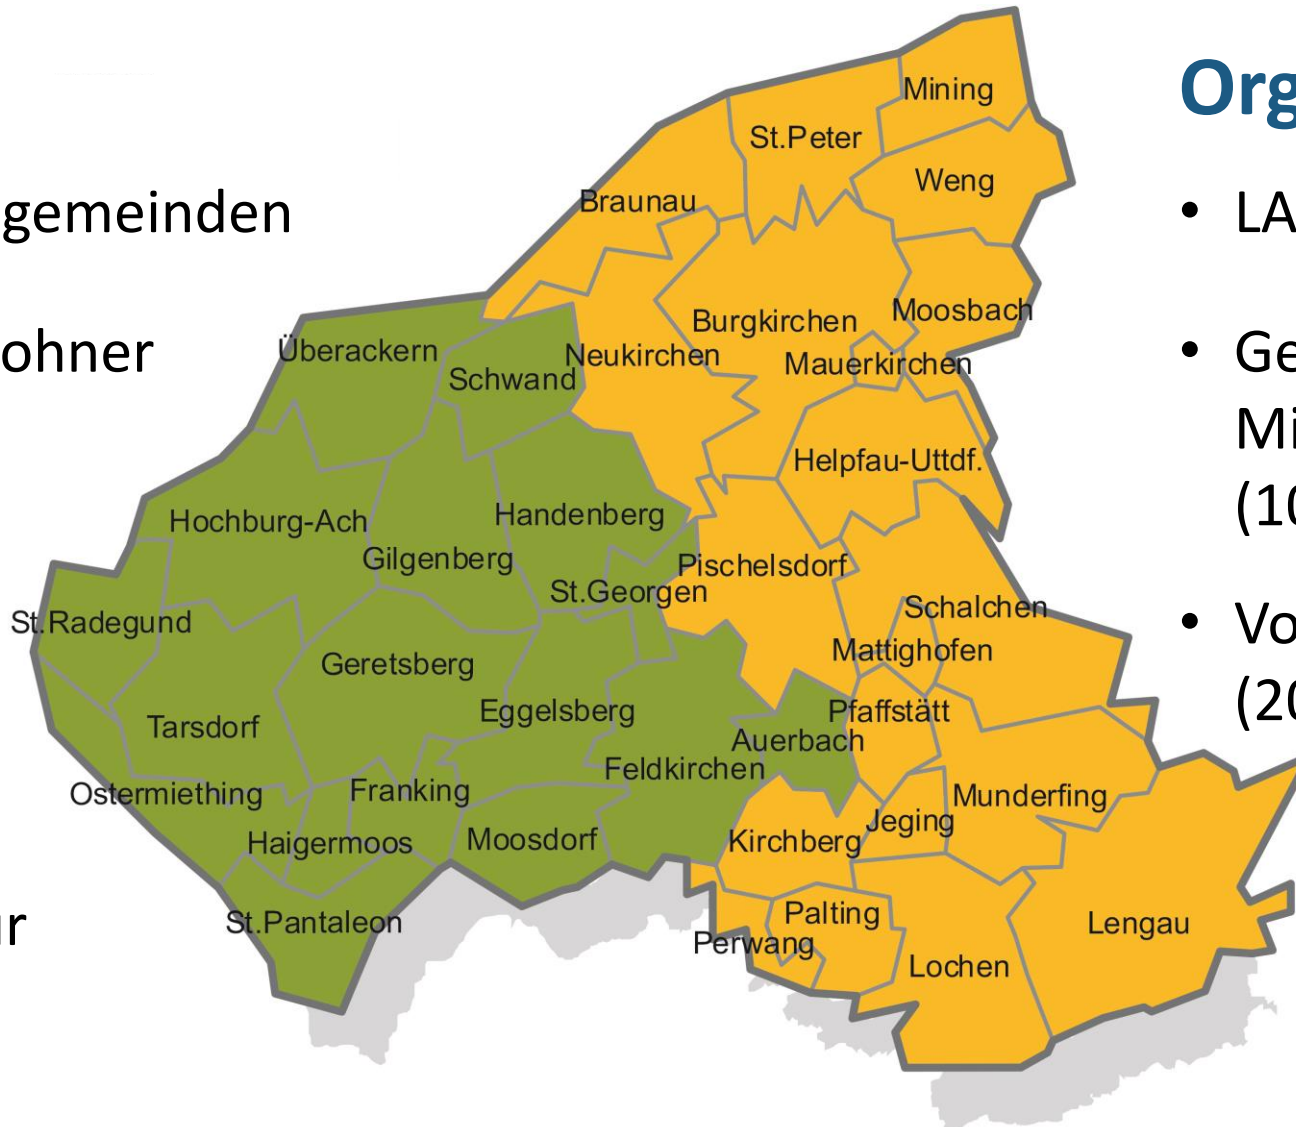 gemeinden
ohner
ur
Mining
St.Peter
Weng
Braunau
Moosbach
Burgkirchen
Überackern
Neukirchen
Mauerkirchen
Schwand
Helpfau-Uttdf.
Hochburg-Ach
Handenberg
Gilgenberg
Pischelsdorf
St.Georgen
Schalchen
St.Radegund
Mattighofen
Geretsberg
Eggelsberg
Pfaffstätt
Tarsdorf
Auerbach
Feldkirchen
Ostermiething
Franking
Munderfing
Jeging
Haigermoos
Moosdorf
Kirchberg
St.Pantaleon
Palting
Lengau
Perwang
Lochen
Org
• LA
• Ge
Mi
(10
• Vo
(20